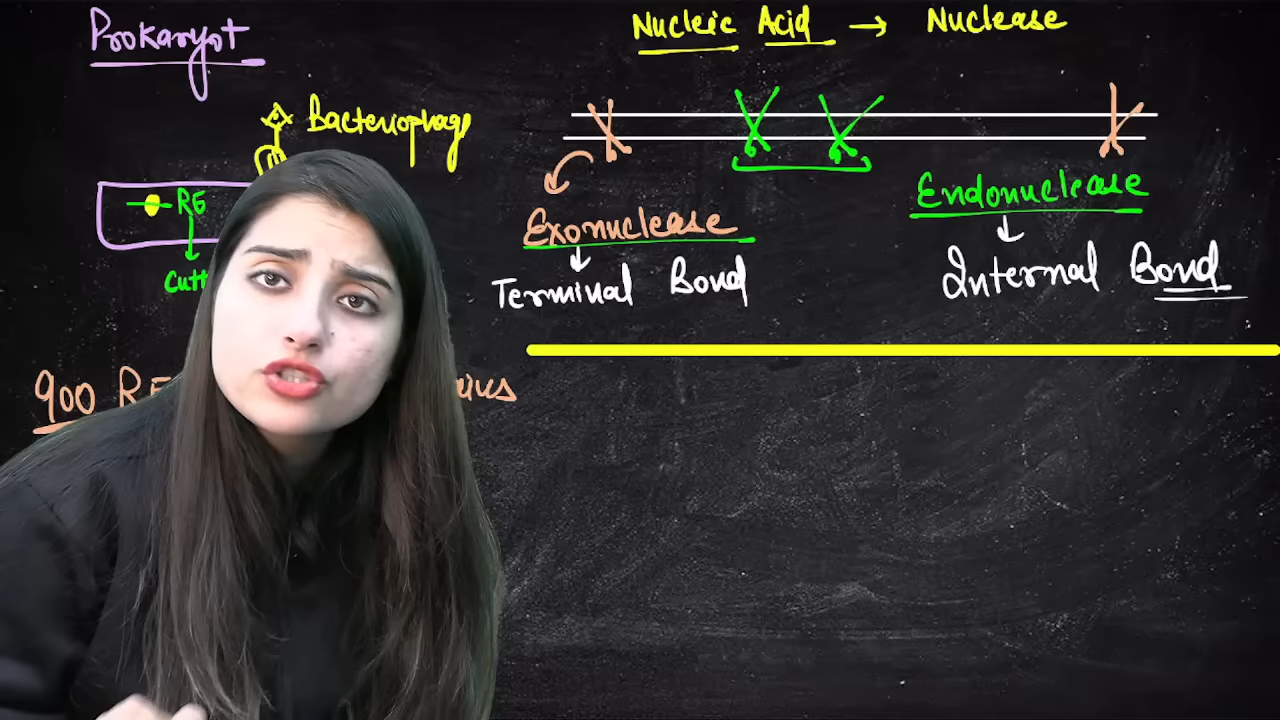 Prokaryot
Nucleic Acid → Nuclease
Bacteriophage
RE
Exonuclease
Terminal Bond
Endonuclease
Internal Bond
900 RE